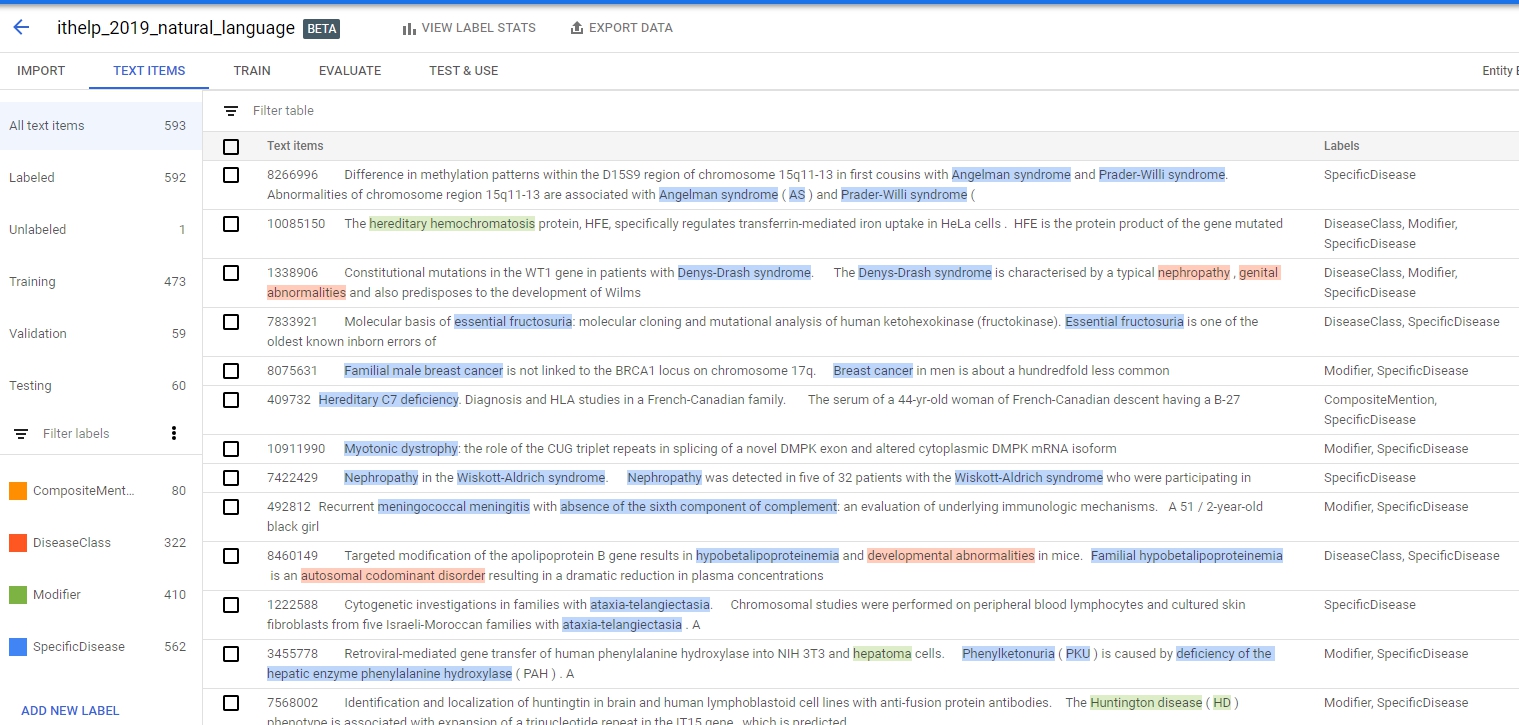 ithelp_2019_natural_language BETA VIEW LABEL STATS EXPORT DATA
IMPORT TEXT ITEMS TRAIN EVALUATE TEST & USE Entity E
All text items 593
Labeled 592
Unlabeled 1
Training 473
Validation 59
Testing 60
Filter labels
CompositeMent... 80
DiseaseClass 322
Modifier 410
SpecificDisease 562
ADD NEW LABEL
Filter table
Text items Labels
8266996 Difference in methylation patterns within the D15S9 region of chromosome 15q11-13 in first cousins with Angelman syndrome and Prader-Willi syndrome. SpecificDisease
Abnormalities of chromosome region 15q11-13 are associated with Angelman syndrome ( AS ) and Prader-Willi syndrome (
10085150 The hereditary hemochromatosis protein, HFE, specifically regulates transferrin-mediated iron uptake in HeLa cells . HFE is the protein product of the gene mutated DiseaseClass, Modifier,
SpecificDisease
1338906 Constitutional mutations in the WT1 gene in patients with Denys-Drash syndrome. The Denys-Drash syndrome is characterised by a typical nephropathy , genital DiseaseClass, Modifier,
abnormalities and also predisposes to the development of Wilms SpecificDisease
7833921 Molecular basis of essential fructosuria: molecular cloning and mutational analysis of human ketohexokinase (fructokinase). Essential fructosuria is one of the DiseaseClass, SpecificDisease
oldest known inborn errors of
8075631 Familial male breast cancer is not linked to the BRCA1 locus on chromosome 17q. Breast cancer in men is about a hundredfold less common Modifier, SpecificDisease
409732 Hereditary C7 deficiency. Diagnosis and HLA studies in a French-Canadian family. The serum of a 44-yr-old woman of French-Canadian descent having a B-27 CompositeMention,
SpecificDisease
10911990 Myotonic dystrophy: the role of the CUG triplet repeats in splicing of a novel DMPK exon and altered cytoplasmic DMPK mRNA isoform Modifier, SpecificDisease
7422429 Nephropathy in the Wiskott-Aldrich syndrome. Nephropathy was detected in five of 32 patients with the Wiskott-Aldrich syndrome who were participating in SpecificDisease
492812 Recurrent meningococcal meningitis with absence of the sixth component of complement: an evaluation of underlying immunologic mechanisms. A 51 / 2-year-old Modifier, SpecificDisease
black girl
8460149 Targeted modification of the apolipoprotein B gene results in hypobetalipoproteinemia and developmental abnormalities in mice. Familial hypobetalipoproteinemia DiseaseClass, SpecificDisease
is an autosomal codominant disorder resulting in a dramatic reduction in plasma concentrations
1222588 Cytogenetic investigations in families with ataxia-telangiectasia. Chromosomal studies were performed on peripheral blood lymphocytes and cultured skin SpecificDisease
fibroblasts from five Israeli-Moroccan families with ataxia-telangiectasia . A
3455778 Retroviral-mediated gene transfer of human phenylalanine hydroxylase into NIH 3T3 and hepatoma cells. Phenylketonuria ( PKU ) is caused by deficiency of the Modifier, SpecificDisease
hepatic enzyme phenylalanine hydroxylase ( PAH ) . A
7568002 Identification and localization of huntingtin in brain and human lymphoblastoid cell lines with anti-fusion protein antibodies. The Huntington disease ( HD ) Modifier, SpecificDisease
phenotype is associated with expansion of a trinucleotide repeat in the IT15 gene , which is predicted